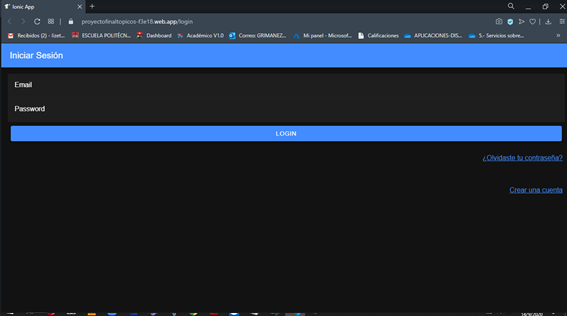 Ionic App
proyectofinaltopicos-f3e18.web.app/login
Recibidos (2) - lizet... ESCUELA POLITÉCN... Dashboard Académico V1.0 Correo: GRIMANEZ... Mi panel - Microsof... Calificaciones APLICACIONES-DIS... 5.- Servicios sobre...
Iniciar Sesión
Email
Password
LOGIN
¿Olvidaste tu contraseña?
Crear una cuenta